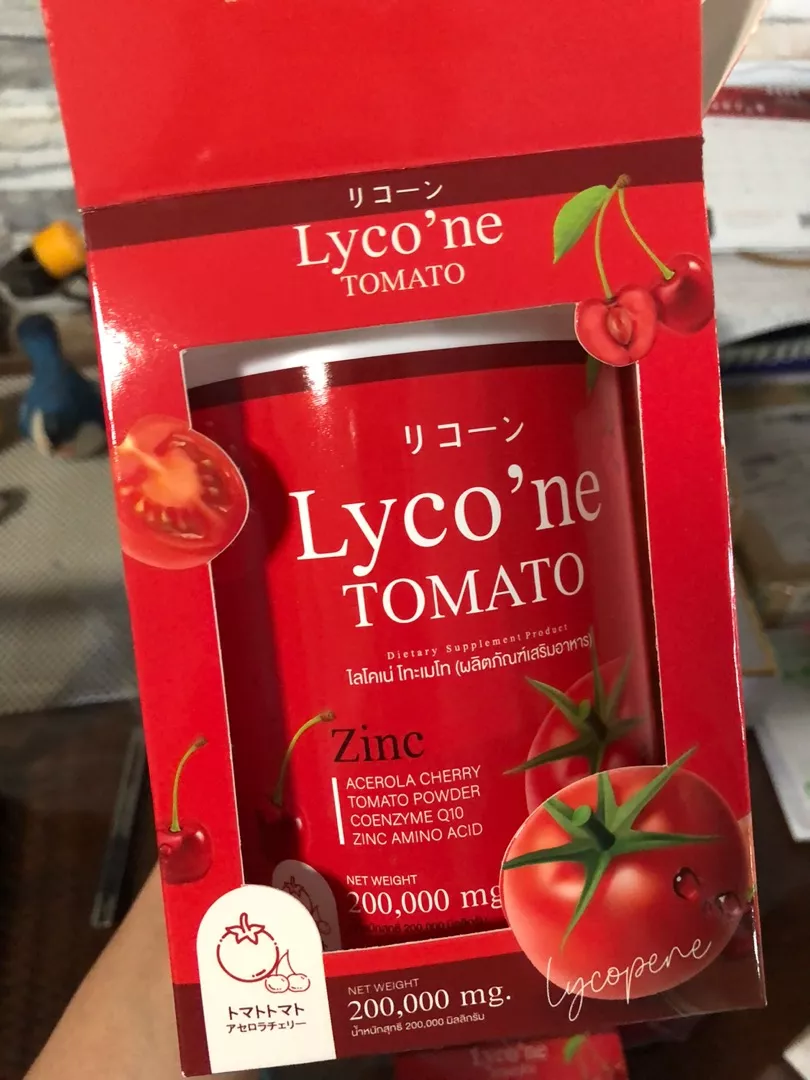 リコーン
Lyco’ne
TOMATO
リコーン
Lyco’ne
TOMATO
Dietary Supplement Product
ไลโคเน่ โทะเมโท (ผลิตภัณฑ์เสริมอาหาร)
Zinc
ACEROLA CHERRY
TOMATO POWDER
COENZYME Q10
ZINC AMINO ACID
NET WEIGHT
200,000 mg
lycopene
NET WEIGHT
200,000 mg.
น้ำหนักสุทธิ 200,000 มิลลิกรัม
トマトトマト
アセロラチェリー
Lyco’ne